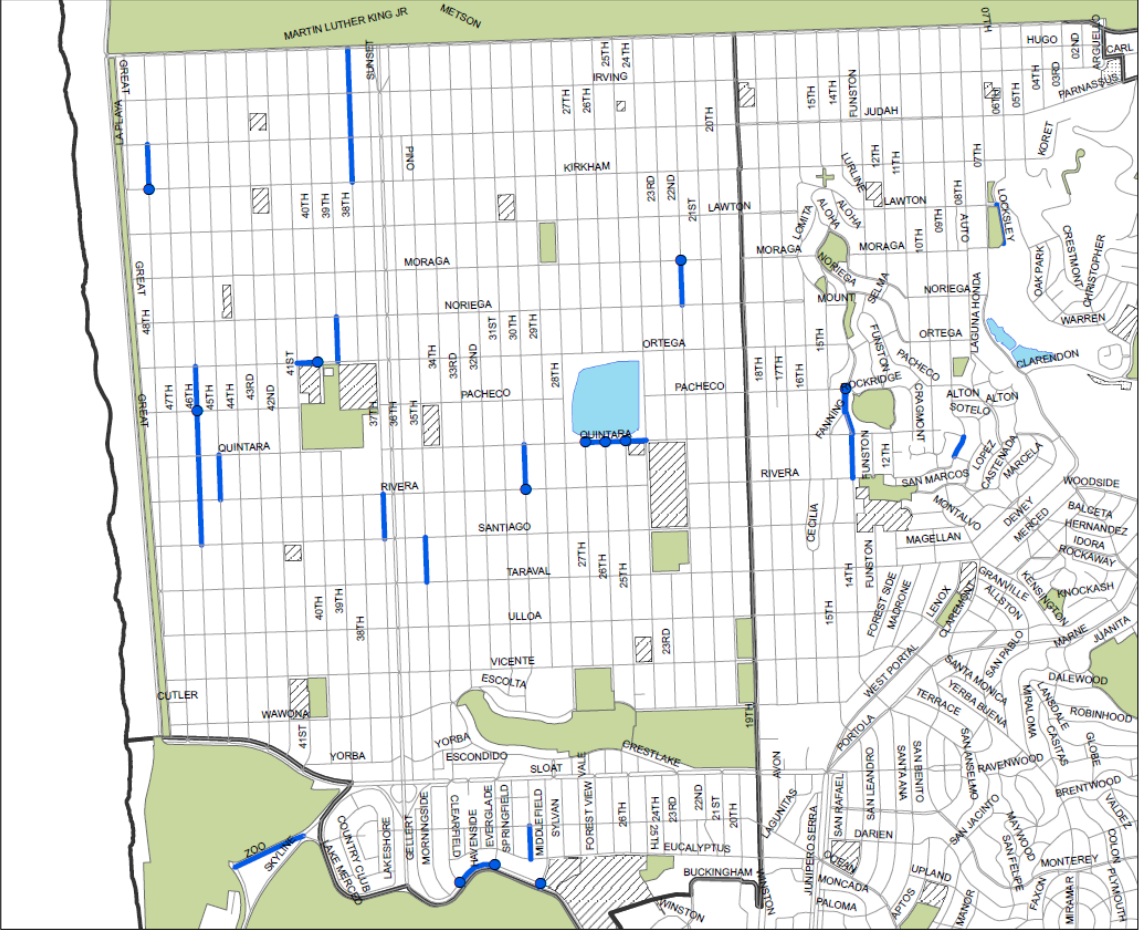 METSON
MARTIN LUTHER KING JR
07TH
HUGO
02ND
ARGUELLO
CARL
SUNSET
25TH
24TH
GREAT
IRVING
04TH
03RD
05TH
06TH
PARNASSUS
27TH
26TH
15TH
14TH
FUNSTON
LA PLAYA
20TH
JUDAH
KORET
PINO
KIRKHAM
LURLINE
12TH
11TH
07TH
40TH
39TH
38TH
23RD
22ND
21ST
LAWTON
LOMITA
ALOHA
ALOHA
LAWTON
08TH
LOCKSLEY
10TH
09TH
AUTO
MORAGA
MORAGA
MORAGA
CRESTMONT
OAK PARK
CHRISTOPHER
GREAT
NORIEGA
NORIEGA
SELMA
NORIEGA
MOUNT
LAGUNA HONDA
WARREN
48TH
31ST
30TH
29TH
ORTEGA
15TH
FUNSTON
ORTEGA
41ST
34TH
33RD
32ND
PACHECO
CLARENDON
28TH
18TH
17TH
16TH
47TH
46TH
45TH
44TH
43RD
42ND
PACHECO
PACHECO
ROCKRIDGE
ALTON
ALTON
SOTELO
GREAT
37TH
36TH
35TH
FANNING
CRAGMONT
QUINTARA
QUINTARA
FUNSTON
12TH
LOPEZ
CASTENADA
MARCELA
RIVERA
RIVERA
SAN MARCOS
WOODSIDE
SANTIAGO
CECILIA
MONTALVO
DEWEY
MERCED
BALCETA
HERNANDEZ
IDORA
ROCKAWAY
MAGELLAN
27TH
26TH
25TH
TARAVAL
14TH
FUNSTON
GRANVILLE
ALLSTON
KENSINGTON
KNOCKASH
40TH
39TH
38TH
ULLOA
15TH
FOREST SIDE
MADRONE
LENOX
CLAREMONT
MARNE
JUANITA
23RD
VICENTE
ESCOLTA
WEST PORTAL
SAN PABLO
SANTA MONICA
YERBA BUENA
DALEWOOD
CUTLER
TERRACE
MIRALOMA
LANSDALE
CASITAS
ROBINHOOD
WAWONA
41ST
19TH
PORTOLA
GLOBE
YORBA
YORBA
ESCONDIDO
SLOAT
VALE
CRESTLAKE
AVON
SAN ANSELMO
RAVENWOOD
BRENTWOOD
VALDEZ
SAN RAFAEL
SAN LEANDRO
SANTA ANA
SAN BENITO
COUNTRY CLUB
LAKESHORE
GELLERT
MORNINGSIDE
CLEARFIELD
HAVENSIDE
EVERGLADE
SPRINGFIELD
MIDDLEFIELD
SYLVAN
FOREST VIEW
26TH
25TH
24TH
23RD
22ND
21ST
20TH
LAGUNITAS
JUNIPERO SERRA
DARIEN
SAN JACINTO
MAYWOOD
SAN FELIPE
COLON
PLYMOUTH
ZOO
SKYLINE
LAKE MERCED
EUCALYPTUS
OCEAN
MONTEREY
BUCKINGHAM
MONCADA
UPLAND
WINSTON
WINSTON
PALOMA
APTOS
MANOR
FAXON
MIRAMAR